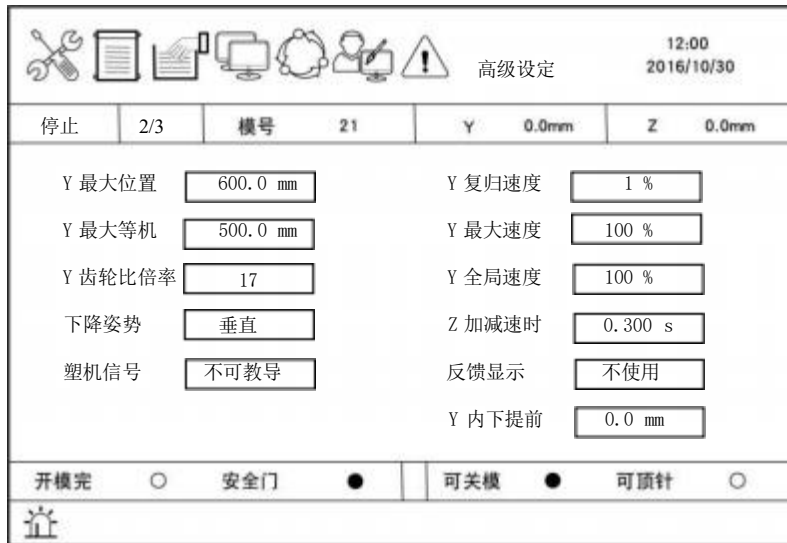 高级设定
12:00
2016/10/30
停止 2/3 模号 21 Y 0.0mm Z 0.0mm
Y 最大位置 600.0 mm Y 复归速度 1 %
Y 最大等机 500.0 mm Y 最大速度 100 %
Y 齿轮比倍率 17 Y 全局速度 100 %
下降姿势 垂直 Z 加减速时 0.300 s
塑机信号 不可教导 反馈显示 不使用
Y 内下提前 0.0 mm
开模完 安全门 可关模 可顶针